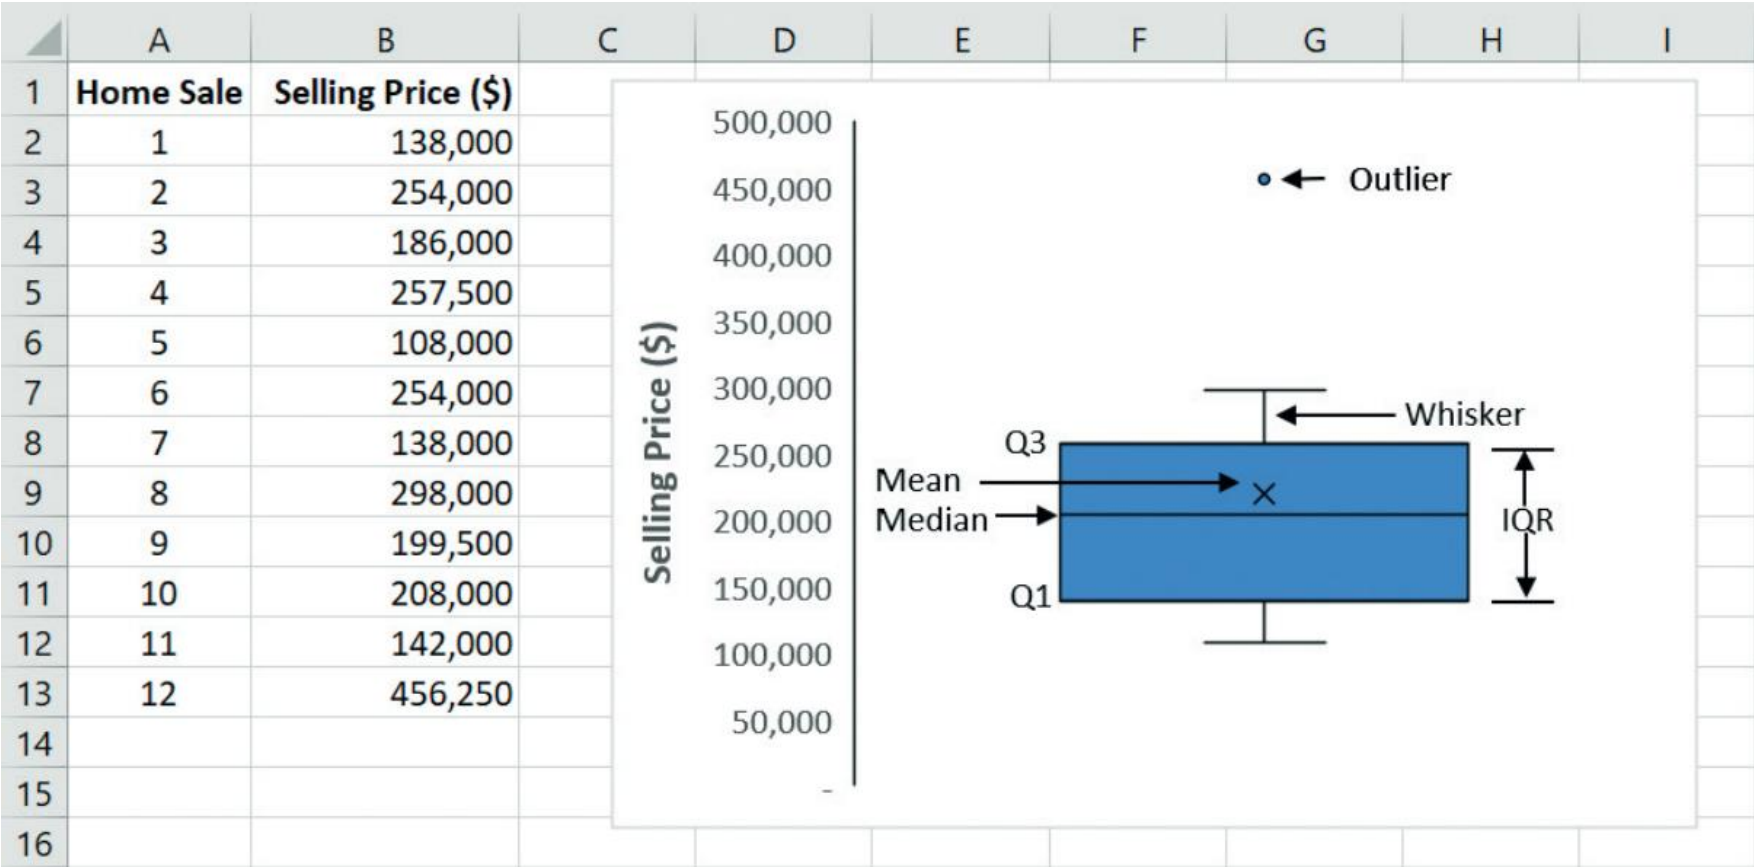 A B C D E F G H I
1 Home Sale Selling Price ($)
2 1 138,000
3 2 254,000
4 3 186,000
5 4 257,500
6 5 108,000
7 6 254,000
8 7 138,000
9 8 298,000
10 9 199,500
11 10 208,000
12 11 142,000
13 12 456,250
14
15
16
Selling Price ($)
500,000
450,000
400,000
350,000
300,000
250,000
200,000
150,000
100,000
50,000
-
Outlier
Whisker
Q3
Mean
Median
IQR
Q1